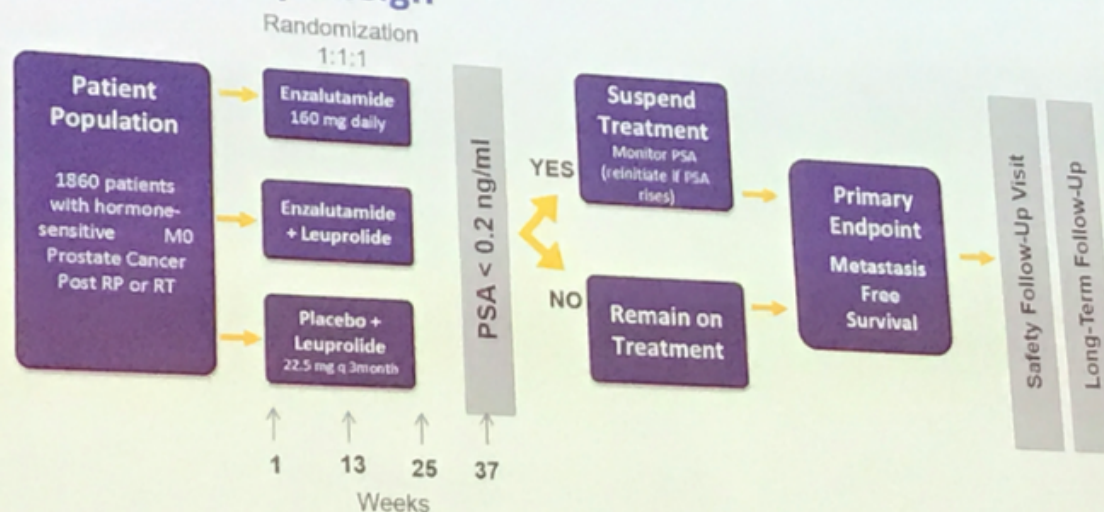 Randomization
1:1:1
Patient
Population
1860 patients
with hormone-
sensitive M0
Prostate Cancer
Post RP or RT
Enzalutamide
160 mg daily
Enzalutamide
+ Leuprolide
Placebo +
Leuprolide
22.5 mg q 3month
PSA < 0.2 ng/ml
YES
NO
Suspend
Treatment
Monitor PSA
(reinitiate if PSA
rises)
Remain on
Treatment
Primary
Endpoint
Metastasis
Free
Survival
Safety Follow-Up Visit
Long-Term Follow-Up
1 13 25 37
Weeks